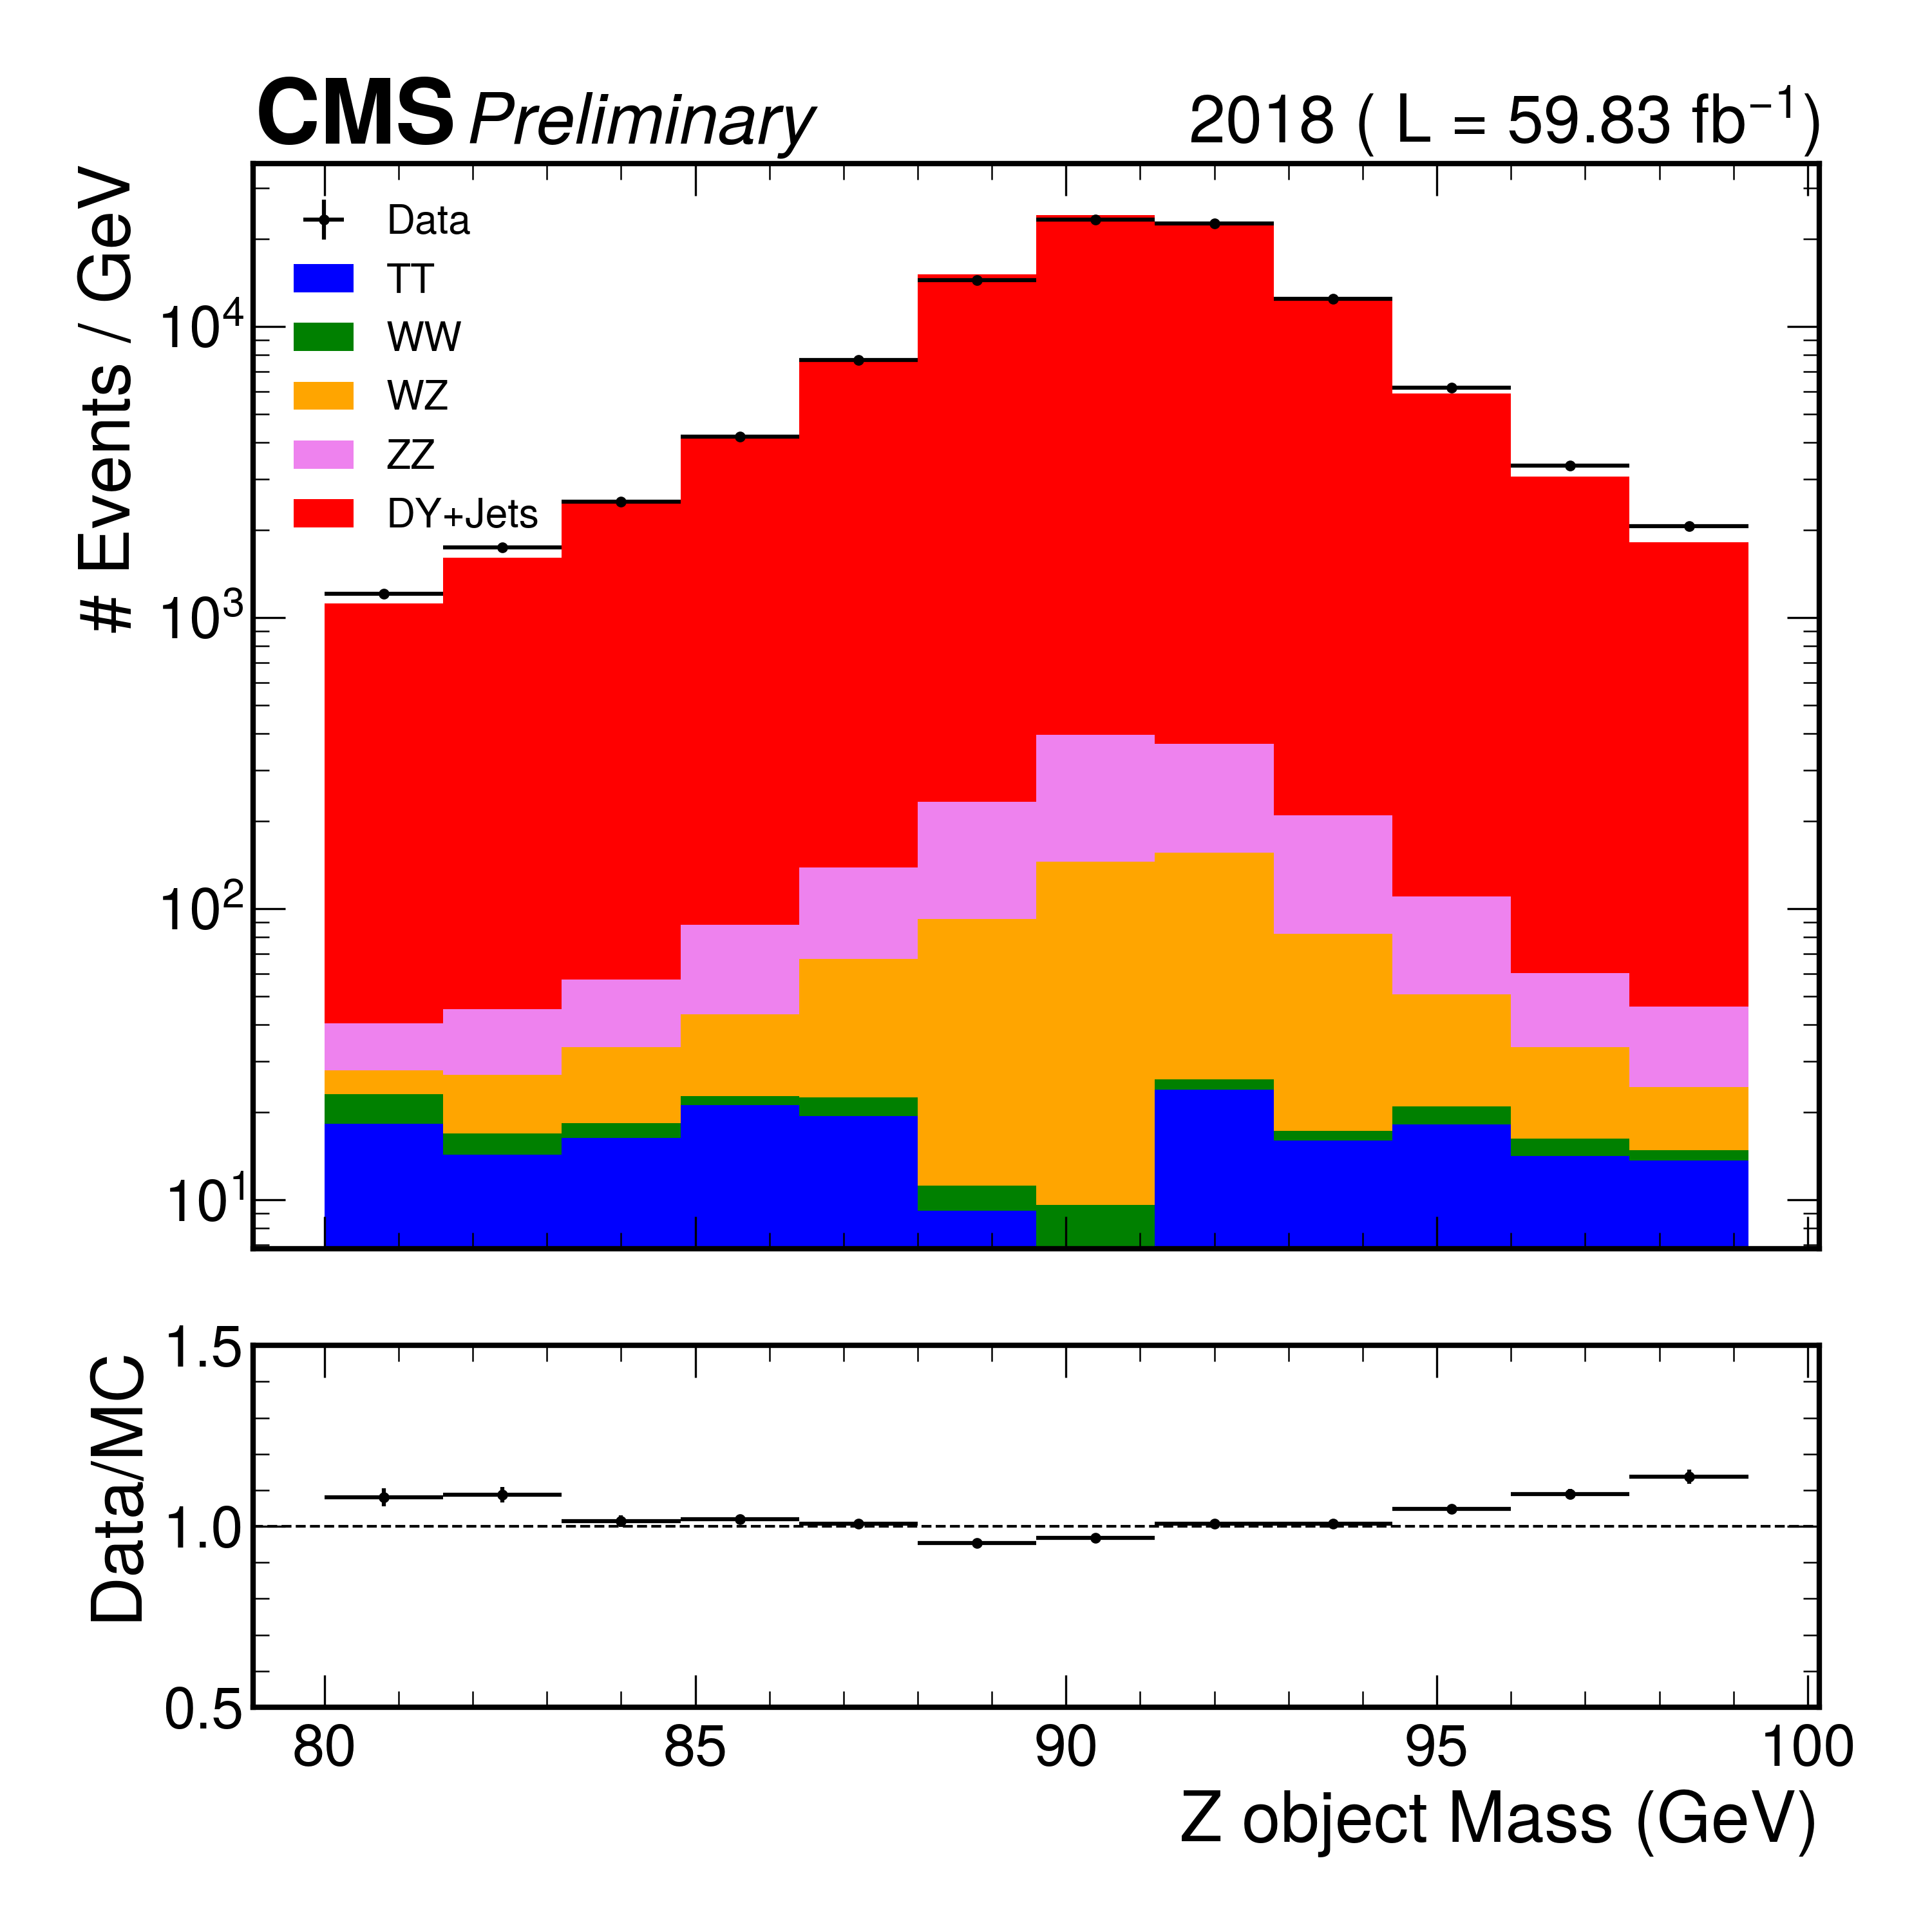 CMS Preliminary 2018 ( L = 59.83 fb⁻¹)
# Events / GeV
Data
TT
WW
WZ
ZZ
DY+Jets
10⁴
10³
10²
10¹
Data/MC
1.5
1.0
0.5
80 85 90 95 100
Z object Mass (GeV)